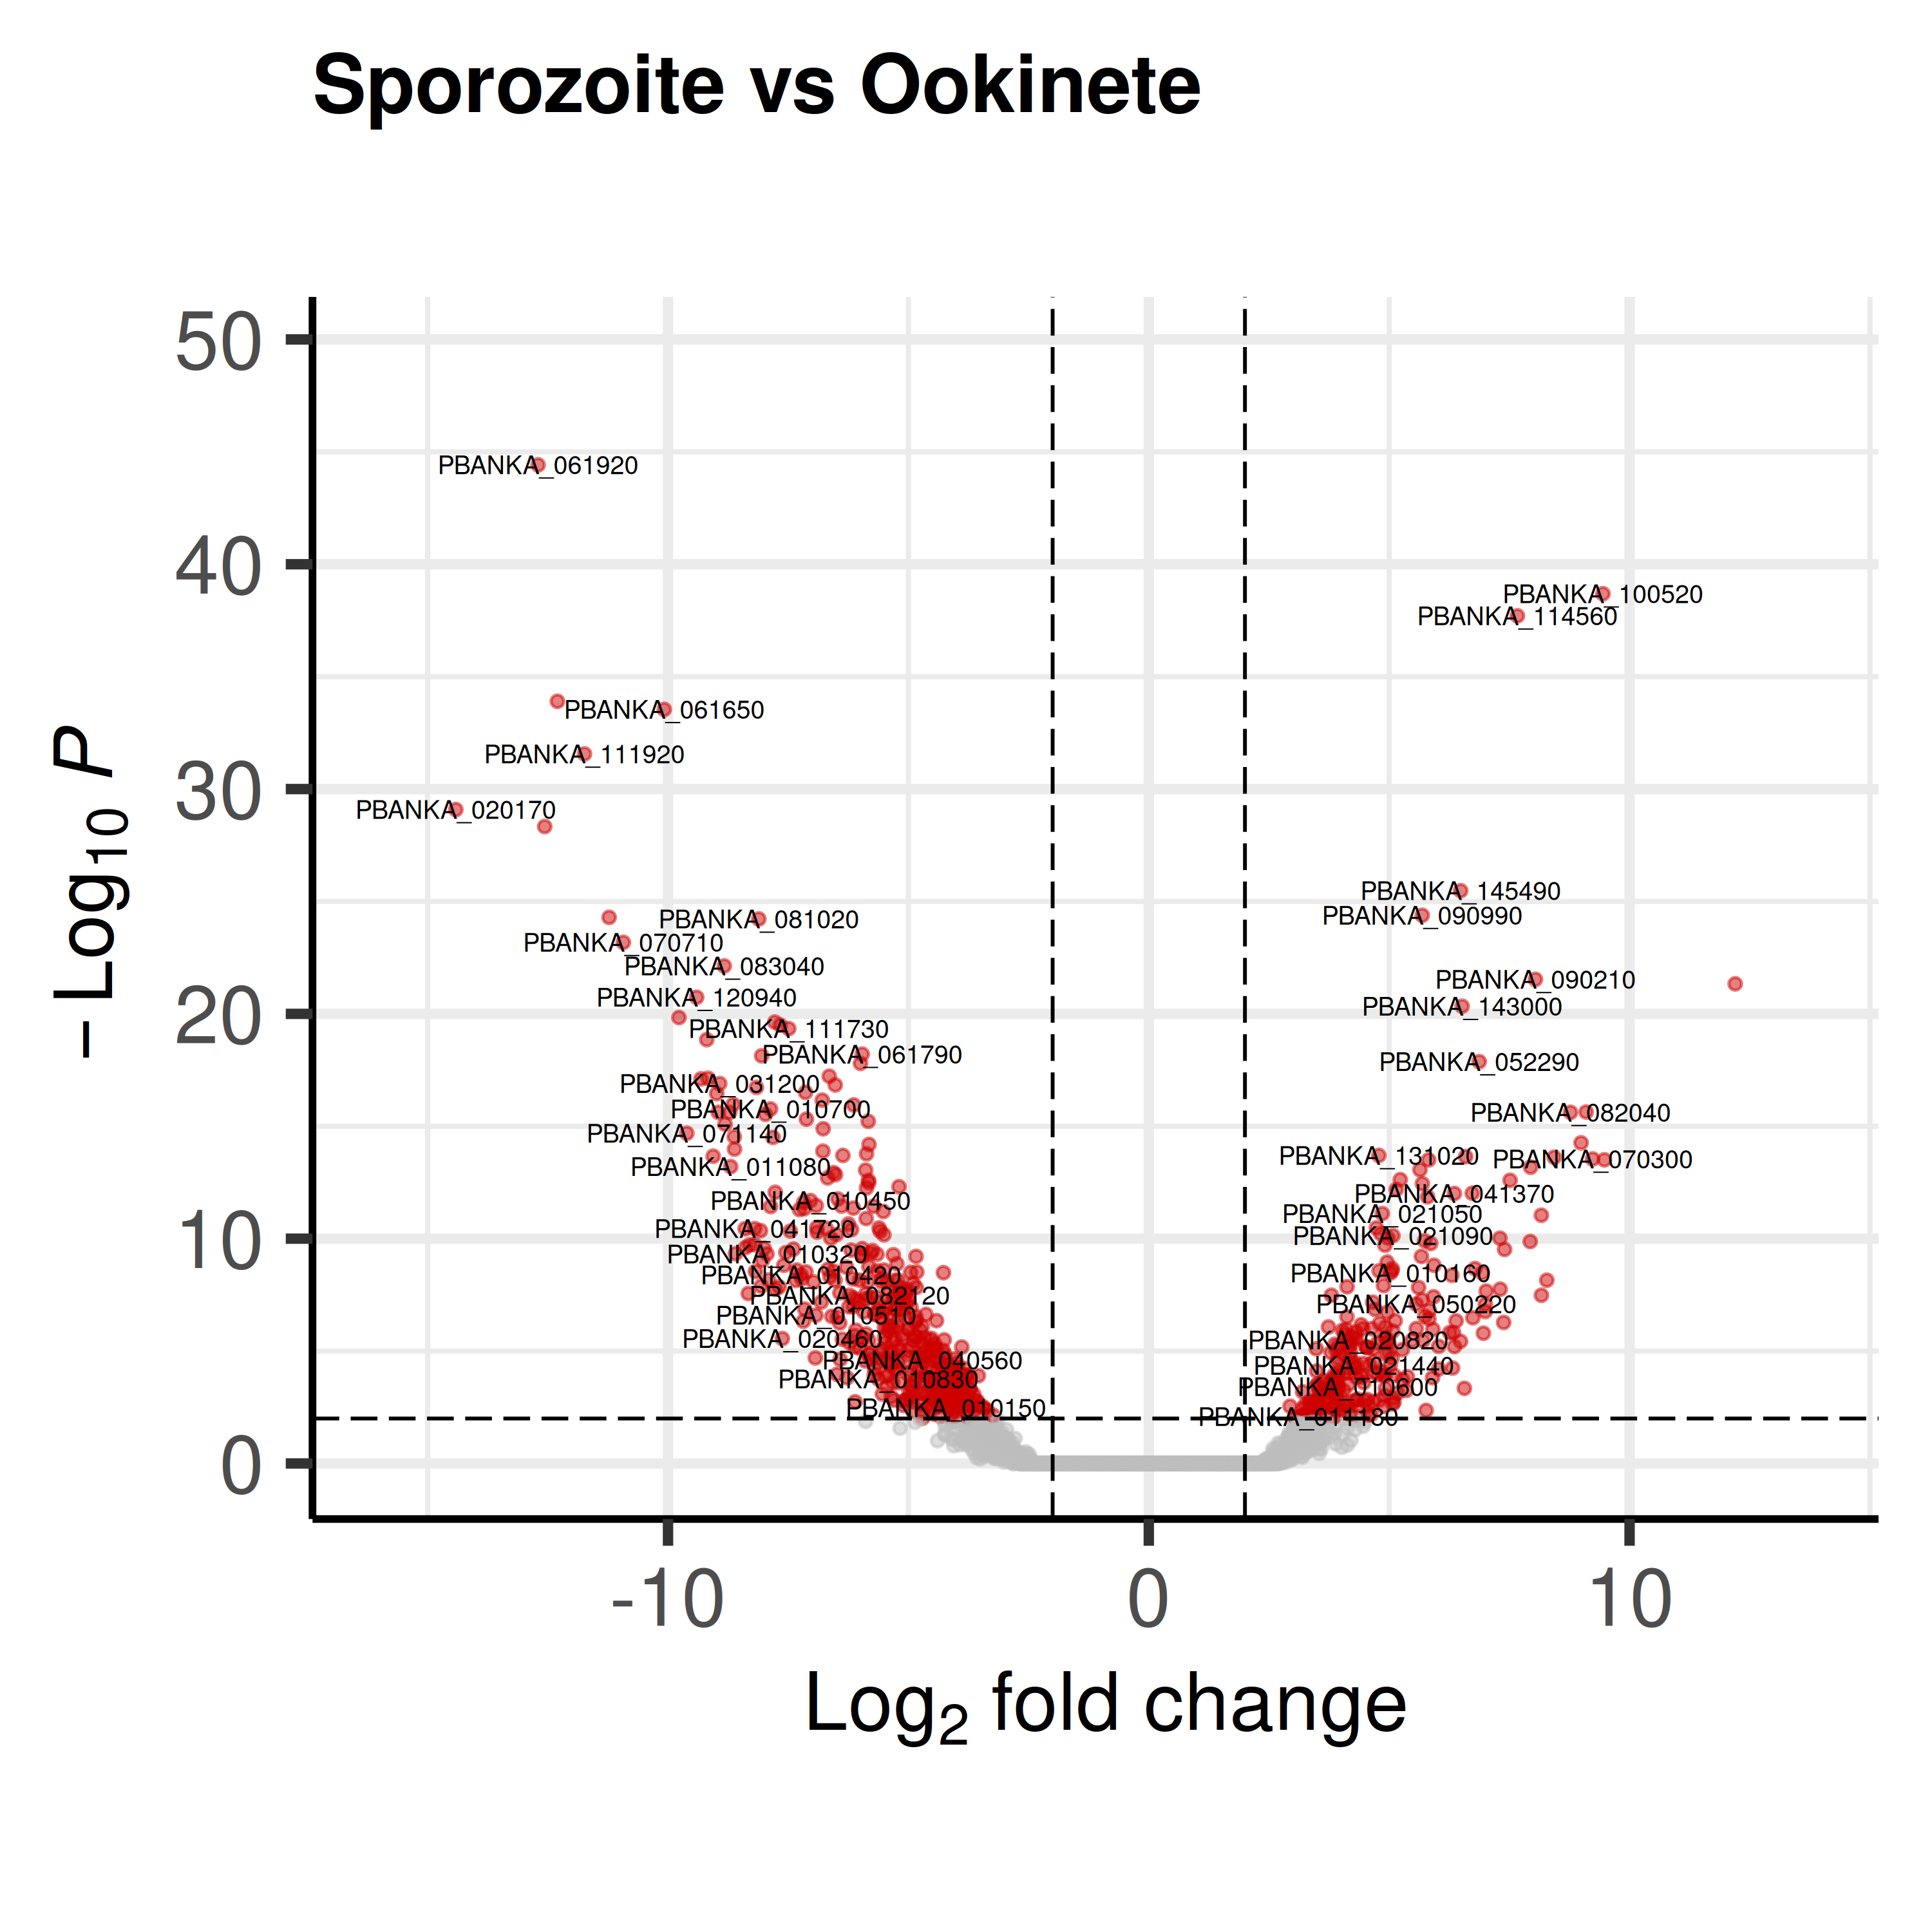 Sporozoite vs Ookinete
50
40
30
20
10
0
− Log10 P
PBANKA_061920
PBANKA_100520
PBANKA_114560
PBANKA_061650
PBANKA_111920
PBANKA_020170
PBANKA_145490
PBANKA_090990
PBANKA_081020
PBANKA_070710
PBANKA_083040
PBANKA_090210
PBANKA_120940
PBANKA_143000
PBANKA_111730
PBANKA_061790
PBANKA_052290
PBANKA_031200
PBANKA_010700
PBANKA_082040
PBANKA_071140
PBANKA_131020
PBANKA_070300
PBANKA_011080
PBANKA_041370
PBANKA_010450
PBANKA_021050
PBANKA_041720
PBANKA_021090
PBANKA_010320
PBANKA_010160
PBANKA_010420
PBANKA_082120
PBANKA_050220
PBANKA_010510
PBANKA_020460
PBANKA_020820
PBANKA_040560
PBANKA_021440
PBANKA_010830
PBANKA_010600
PBANKA_010150
PBANKA_011180
-10
0
10
Log2 fold change